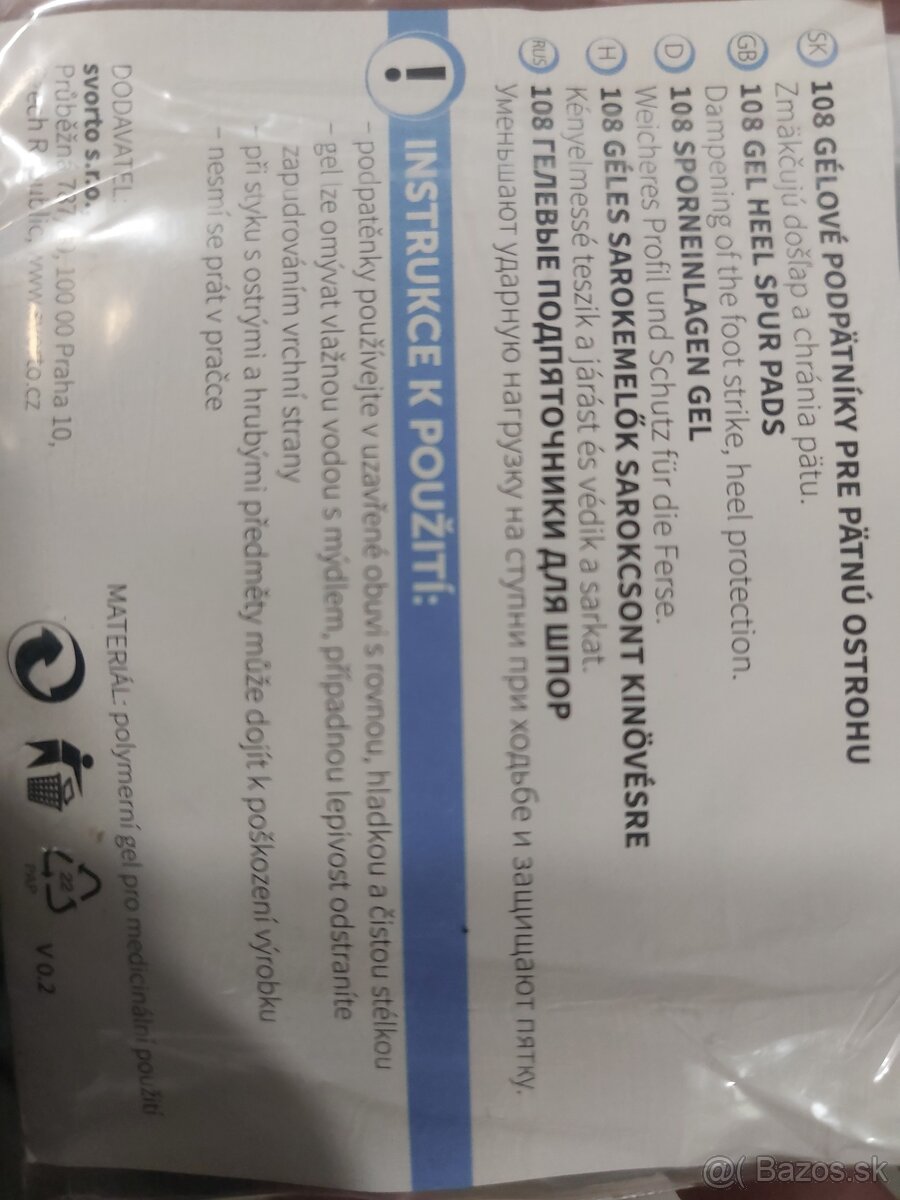 SK
108 GÉLOVÉ PODPÄTNÍKY PRE PÄTNÚ OSTROHU
Zmäkčujú došľap a chránia pätu.
GB
108 GEL HEEL SPUR PADS
Dampening of the foot strike, heel protection.
D
108 SPORNEINLAGEN GEL
Weicheres Profil und Schutz für die Ferse.
H
108 GÉLES SAROKEMELŐK SAROKCSONT KINÖVÉSRE
Kényelmessé teszik a járást és védik a sarkat.
RUS
108 ГЕЛЕВЫЕ ПОДПЯТОЧНИКИ ДЛЯ ШПОР
Уменьшают ударную нагрузку на ступни при ходьбе и защищают пятку.
! INSTRUKCE K POUŽITÍ:
- podpatěnky používejte v uzavřené obuvi s rovnou, hladkou a čistou stélkou
- gel lze omývat vlažnou vodou s mýdlem, případnou lepivost odstraníte
zapudrováním vrchní strany
- při styku s ostrými a hrubými předměty může dojít k poškození výrobku
- nesmí se prát v pračce
DODAVATEL:
svorto s.r.o.,
Průběžná 100 00 Praha 10,
MATERIÁL: polymerní gel pro medicinální použití
22
PAP
V 0.2
@( Bazos.sk